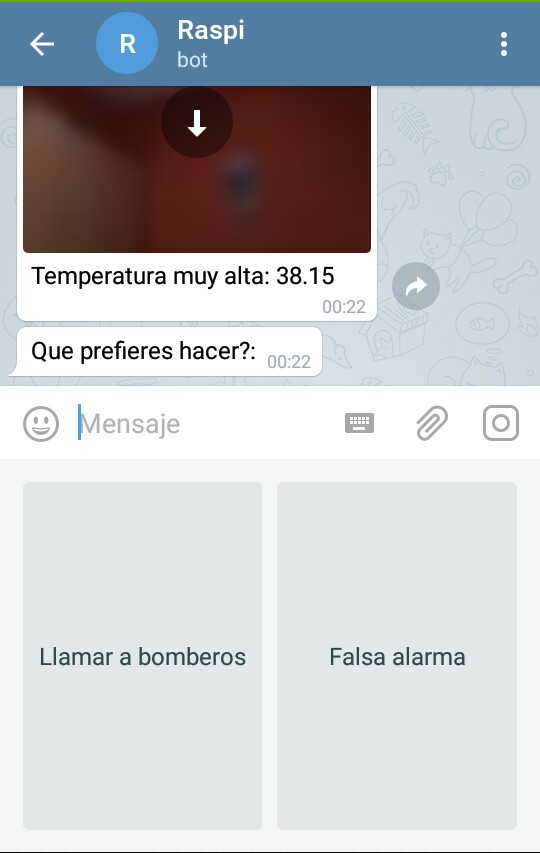 R
Raspi
bot
Temperatura muy alta: 38.15
00:22
Que prefieres hacer?: 00:22
Mensaje
Llamar a bomberos
Falsa alarma